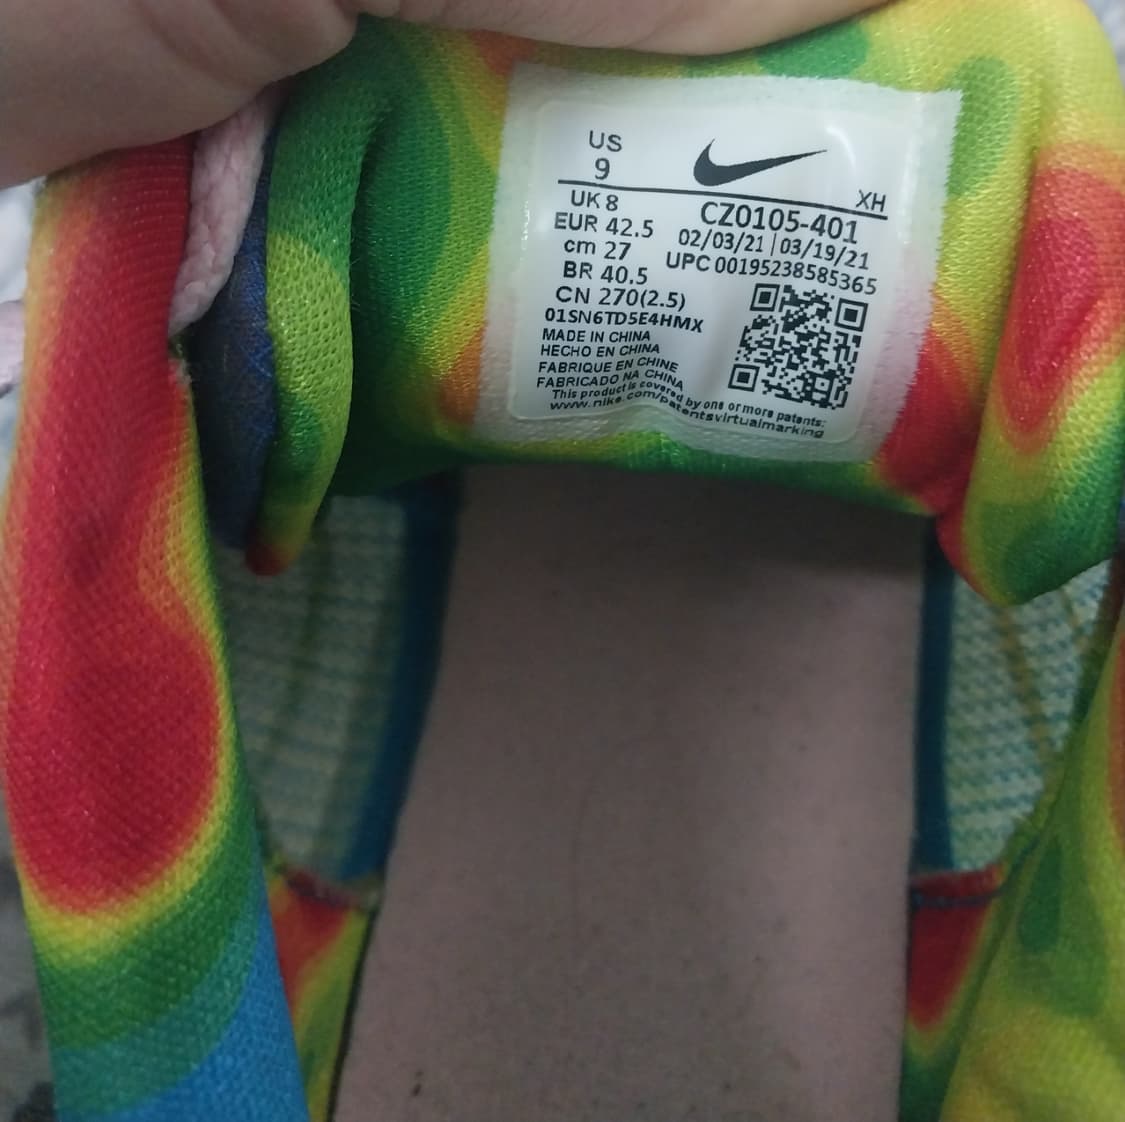 US
9
XH
UK 8
CZ0105-401
EUR 42.5
02/03/21 | 03/19/21
cm 27
UPC 00195238585365
BR 40.5
CN 270(2.5)
01SN6TD5E4HMX
MADE IN CHINA
HECHO EN CHINA
FABRIQUE EN CHINE
FABRICADO NA CHINA
This product is covered by one or more patents:
www.nike.com/patentsvirtualmarking